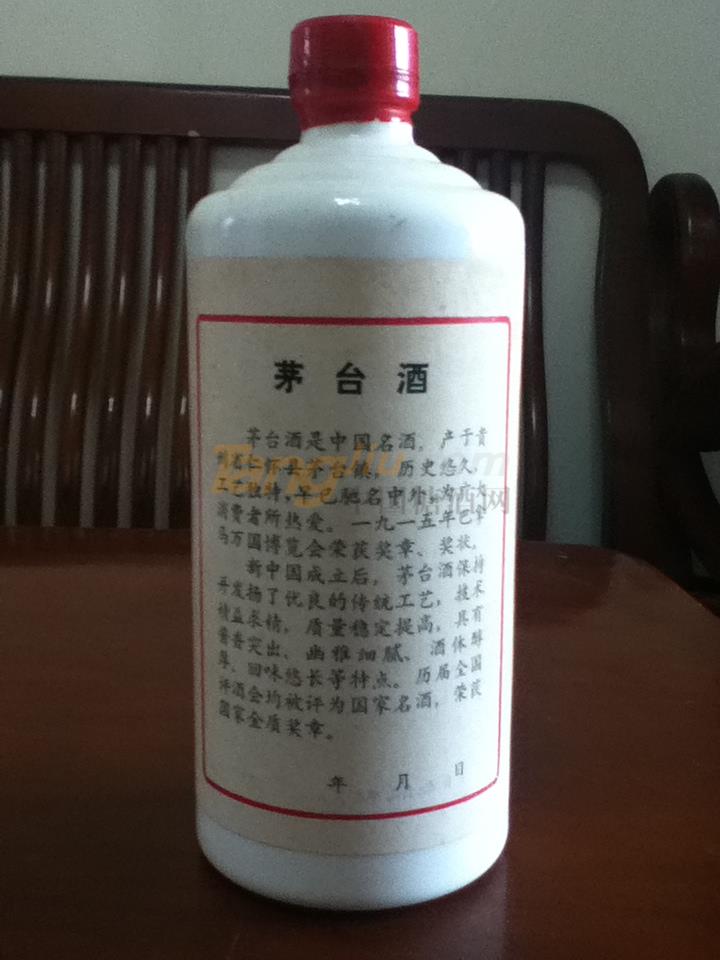 茅台酒
茅台酒是中国名酒，产于贵
州省仁怀县茅台镇，历史悠久，
工艺独特，早已驰名中外，为广大
消费者所热爱。一九一五年巴拿
马万国博览会荣获奖章、奖状。
新中国成立后，茅台酒保持
并发扬了优良的传统工艺，技术
精益求精，质量稳定提高，具有
酱香突出、幽雅细腻、酒体醇
厚、回味悠长等特点。历届全国
评酒会均被评为国家名酒，荣获
国家金质奖章。
年 月 日